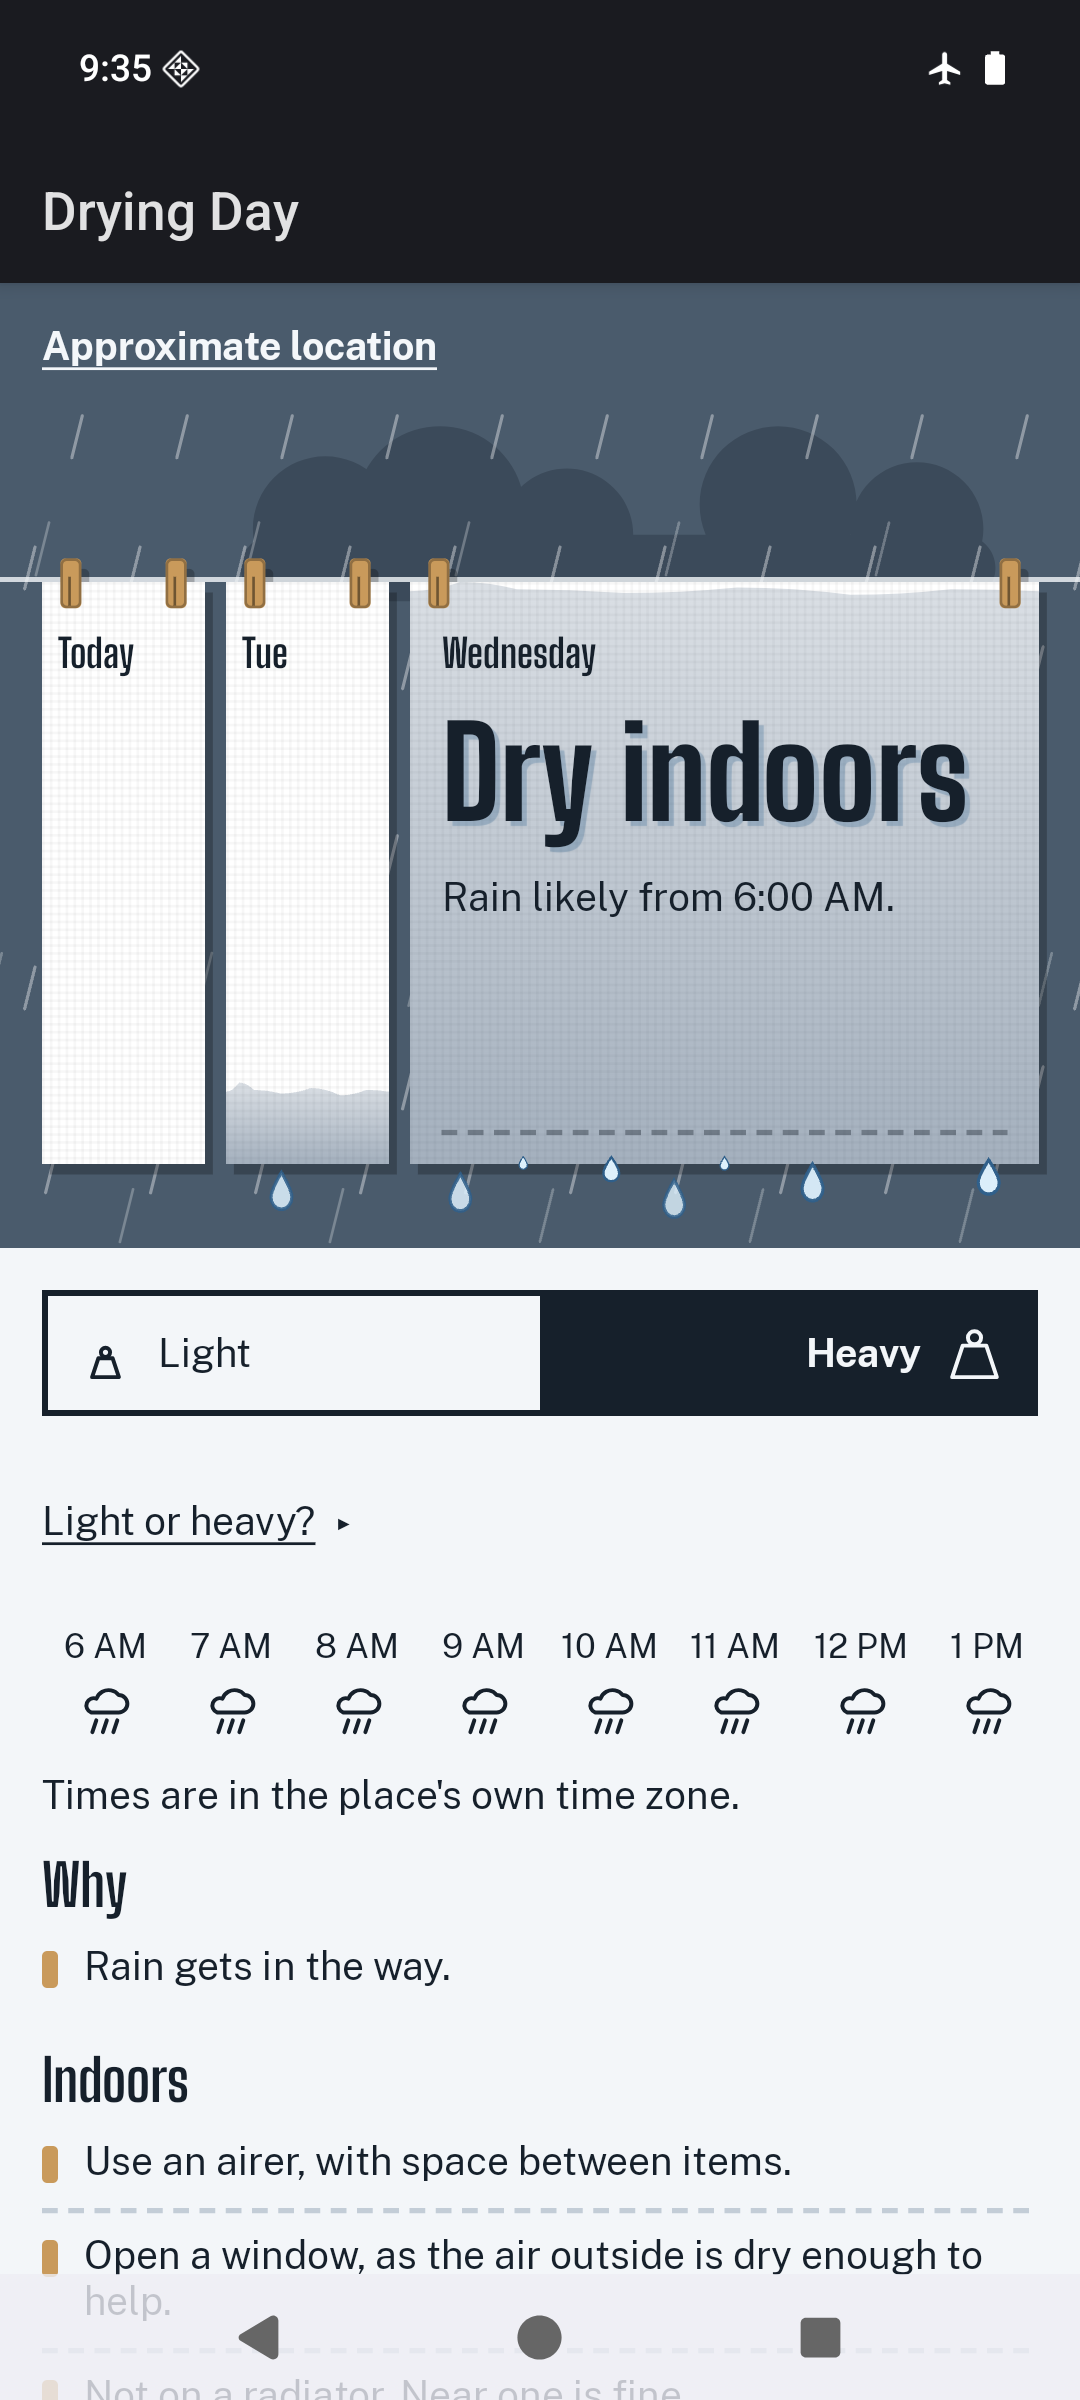 9:35
Drying Day
Approximate location
Today
Tue
Wednesday
Dry indoors
Rain likely from 6:00 AM.
Light
Heavy
Light or heavy? ▸
6 AM 7 AM 8 AM 9 AM 10 AM 11 AM 12 PM 1 PM
Times are in the place's own time zone.
Why
Rain gets in the way.
Indoors
Use an airer, with space between items.
Open a window, as the air outside is dry enough to
help.
Not on a radiator. Near one is fine.